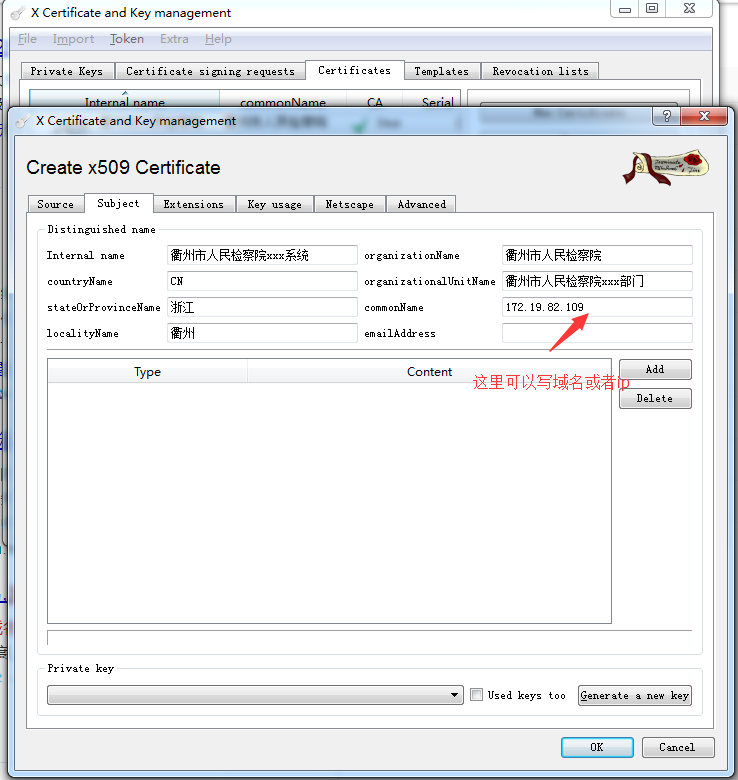 X Certificate and Key management
File Import Token Extra Help
Private Keys Certificate signing requests Certificates Templates Revocation lists
Internal name commonName CA Serial
X Certificate and Key management
Create x509 Certificate
Source Subject Extensions Key usage Netscape Advanced
Distinguished name
Internal name 衢州市人民检察院xxx系统 organizationName 衢州市人民检察院
countryName CN organizationalUnitName 衢州市人民检察院xxx部门
stateOrProvinceName 浙江 commonName 172.19.82.109
localityName 衢州 emailAddress
Type Content Add
这里可以写域名或者ip
Delete
Private key
Used keys too Generate a new key
OK Cancel